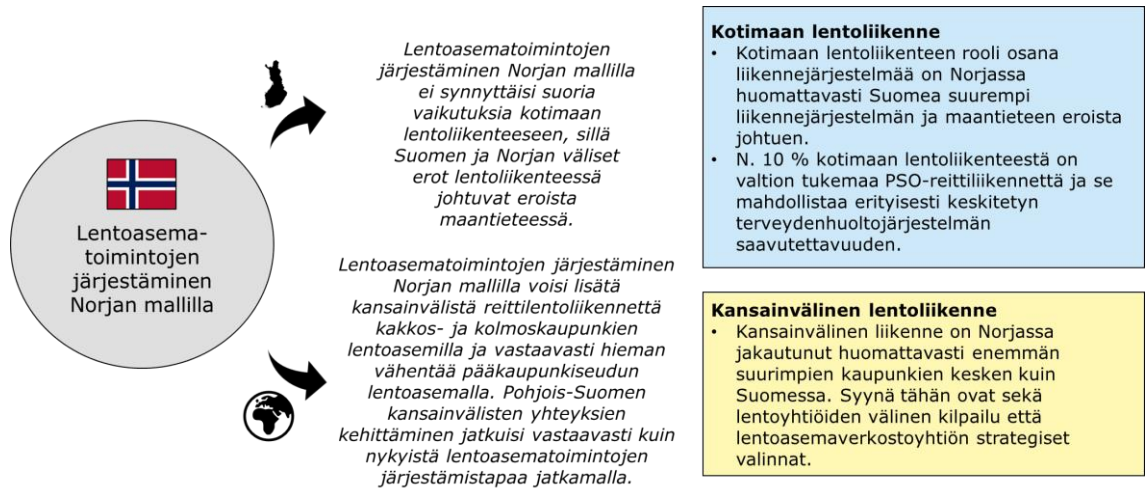 Lentoasema-
toimintojen
järjestäminen
Norjan mallilla
Lentoasematoimintojen
järjestäminen Norjan mallilla
ei synnyttäisi suoria
vaikutuksia kotimaan
lentoliikenteeseen, sillä
Suomen ja Norjan väliset
erot lentoliikenteessä
johtuvat eroista
maantieteessä.
Lentoasematoimintojen järjestäminen
Norjan mallilla voisi lisätä
kansainvälistä reittilentoliikennettä
kakkos- ja kolmoskaupunkien
lentoasemilla ja vastaavasti hieman
vähentää pääkaupunkiseudun
lentoasemalla. Pohjois-Suomen
kansainvälisten yhteyksien
kehittäminen jatkuisi vastaavasti kuin
nykyistä lentoasematoimintojen
järjestämistapaa jatkamalla.
Kotimaan lentoliikenne
• Kotimaan lentoliikenteen rooli osana
liikennejärjestelmää on Norjassa
huomattavasti Suomea suurempi
liikennejärjestelmän ja maantieteen eroista
johtuen.
• N. 10 % kotimaan lentoliikenteestä on
valtion tukemaa PSO-reittiliikennettä ja se
mahdollistaa erityisesti keskitetyn
terveydenhuoltojärjestelmän
saavutettavuuden.
Kansainvälinen lentoliikenne
• Kansainvälinen liikenne on Norjassa
jakautunut huomattavasti enemmän
suurimpien kaupunkien kesken kuin
Suomessa. Syynä tähän ovat sekä
lentoyhtiöiden välinen kilpailu että
lentoasemaverkostoyhtiön strategiset
valinnat.